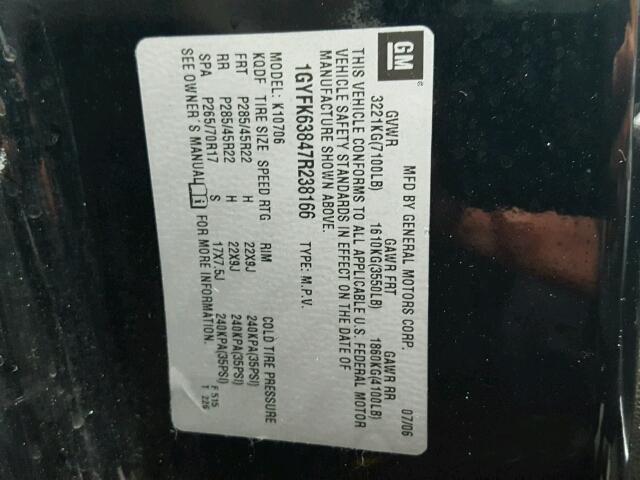 GM
®
MFD BY GENERAL MOTORS CORP. 07/06
GVWR GAWR FRT GAWR RR
3221KG(7100LB) 1610KG(3550LB) 1860KG(4100LB)
THIS VEHICLE CONFORMS TO ALL APPLICABLE U.S. FEDERAL MOTOR
VEHICLE SAFETY STANDARDS IN EFFECT ON THE DATE OF
MANUFACTURE SHOWN ABOVE.
1GYFK63847R238166 TYPE: M.P.V.
MODEL: K10706
KQDF TIRE SIZE SPEED RTG RIM COLD TIRE PRESSURE
FRT P285/45R22 H 22X9J 240KPA(35PSI)
RR P285/45R22 H 22X9J 240KPA(35PSI)
SPA P265/70R17 S 17X7.5J 240KPA(35PSI)
SEE OWNER'S MANUAL FOR MORE INFORMATION.
F 515
T 226